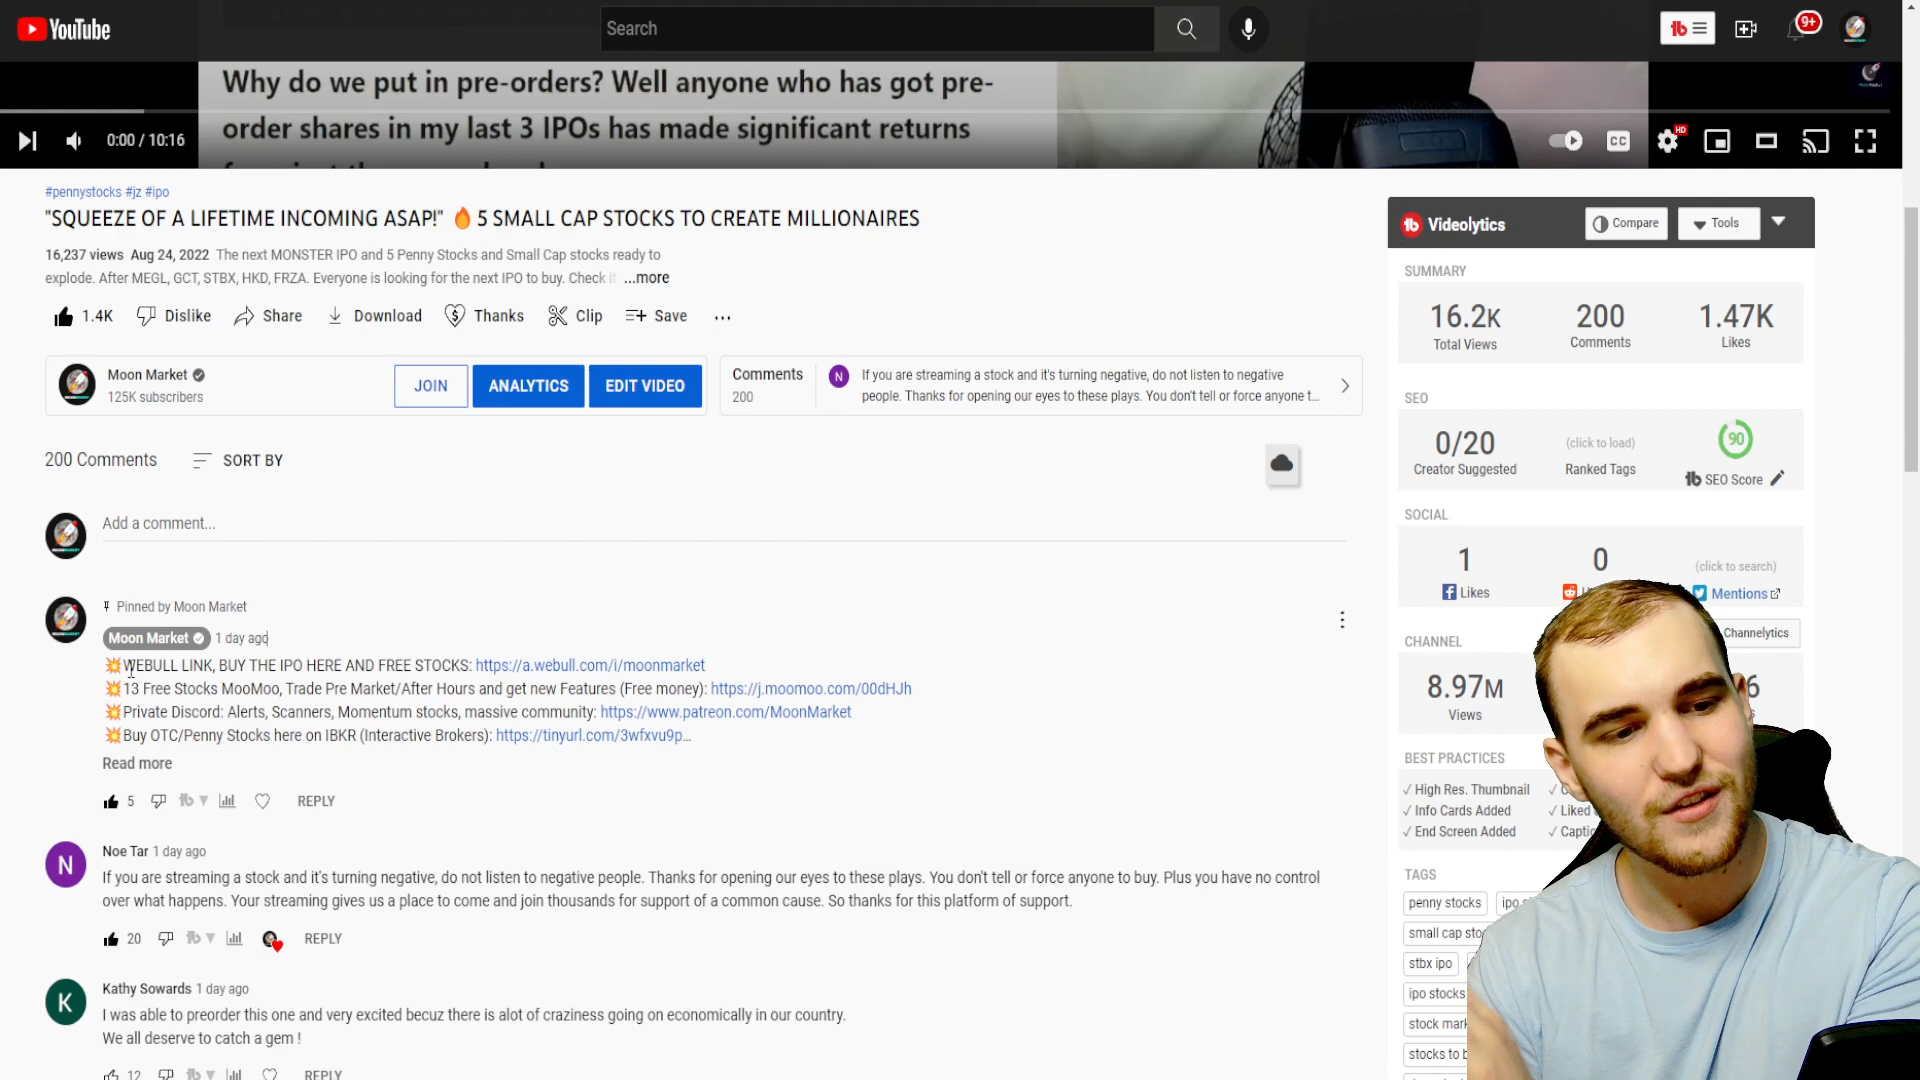 YouTube
Search
9+
Why do we put in pre-orders? Well anyone who has got pre-
order shares in my last 3 IPOs has made significant returns
0:00 / 10:16
CC
HD
#pennystocks #jz #ipo
"SQUEEZE OF A LIFETIME INCOMING ASAP!" 🔥 5 SMALL CAP STOCKS TO CREATE MILLIONAIRES
16,237 views Aug 24, 2022 The next MONSTER IPO and 5 Penny Stocks and Small Cap stocks ready to
explode. After MEGL, GCT, STBX, HKD, FRZA. Everyone is looking for the next IPO to buy. Check ...more
1.4K Dislike Share Download Thanks Clip Save
Moon Market
125K subscribers
JOIN
ANALYTICS
EDIT VIDEO
Comments
200
N
If you are streaming a stock and it's turning negative, do not listen to negative
people. Thanks for opening our eyes to these plays. You don't tell or force anyone t...
200 Comments
SORT BY
Add a comment...
Pinned by Moon Market
Moon Market 1 day ago
💥WEBULL LINK, BUY THE IPO HERE AND FREE STOCKS: https://a.webull.com/i/moonmarket
💥13 Free Stocks MooMoo, Trade Pre Market/After Hours and get new Features (Free money): https://j.moomoo.com/00dHJh
💥Private Discord: Alerts, Scanners, Momentum stocks, massive community: https://www.patreon.com/MoonMarket
💥Buy OTC/Penny Stocks here on IBKR (Interactive Brokers): https://tinyurl.com/3wfxvu9p...
Read more
5 REPLY
N
Noe Tar 1 day ago
If you are streaming a stock and it's turning negative, do not listen to negative people. Thanks for opening our eyes to these plays. You don't tell or force anyone to buy. Plus you have no control
over what happens. Your streaming gives us a place to come and join thousands for support of a common cause. So thanks for this platform of support.
20 REPLY
K
Kathy Sowards 1 day ago
I was able to preorder this one and very excited becuz there is alot of craziness going on economically in our country.
We all deserve to catch a gem !
12 REPLY
Videolytics
Compare
Tools
SUMMARY
16.2K
Total Views
200
Comments
1.47K
Likes
SEO
0/20
Creator Suggested
(click to load)
Ranked Tags
90
SEO Score
SOCIAL
1
Likes
0
(click to search)
Mentions
CHANNEL
Channelytics
8.97M
Views
6
BEST PRACTICES
✓ High Res. Thumbnail
✓ Info Cards Added
✓ Liked
✓ End Screen Added
TAGS
penny stocks
small cap
stbx ipo
ipo stocks
stock
stocks to